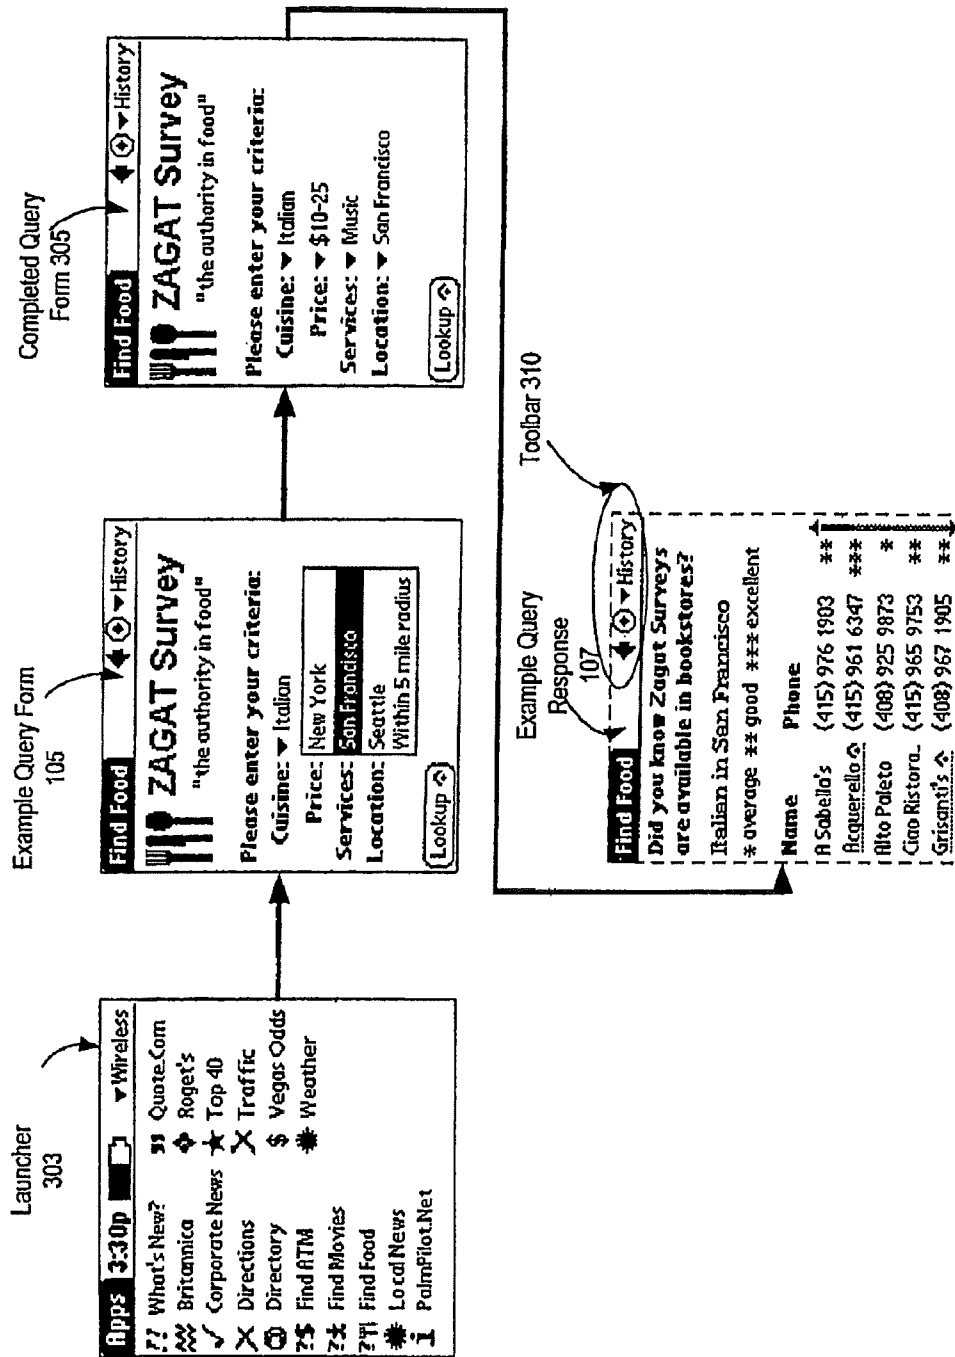 Launcher
303
Apps 3:30p ▾Wireless
?? What's New?
Britannica
✓ Corporate News
Directions
Directory
?$ Find ATM
Find Movies
Find Food
Local News
i PalmPilot.Net
Quote.Com
Roget's
★ Top 40
Traffic
$ Vegas Odds
Weather
Example Query Form
105
Find Food ▾History
ZAGAT Survey
"the authority in food"
Please enter your criteria:
Cuisine: ▾ Italian
Price:
Services:
Location:
New York
San Francisco
Seattle
Within 5 mile radius
Lookup
Completed Query
Form 305
Find Food ▾History
ZAGAT Survey
"the authority in food"
Please enter your criteria:
Cuisine: ▾ Italian
Price: ▾ $10-25
Services: ▾ Music
Location: ▾ San Francisco
Lookup
Example Query
Response
107
Toolbar 310
Find Food ▾History
Did you know Zagat Surveys
are available in bookstores?
Italian in San Francisco
* average ** good *** excellent
Name Phone
A Sabella's (415) 976 1903 **
Acquerello (415) 961 6347 ***
Alto Paleto (408) 925 9873 *
Ciao Ristora.. (415) 965 9753 **
Grisanti's (408) 967 1905 **